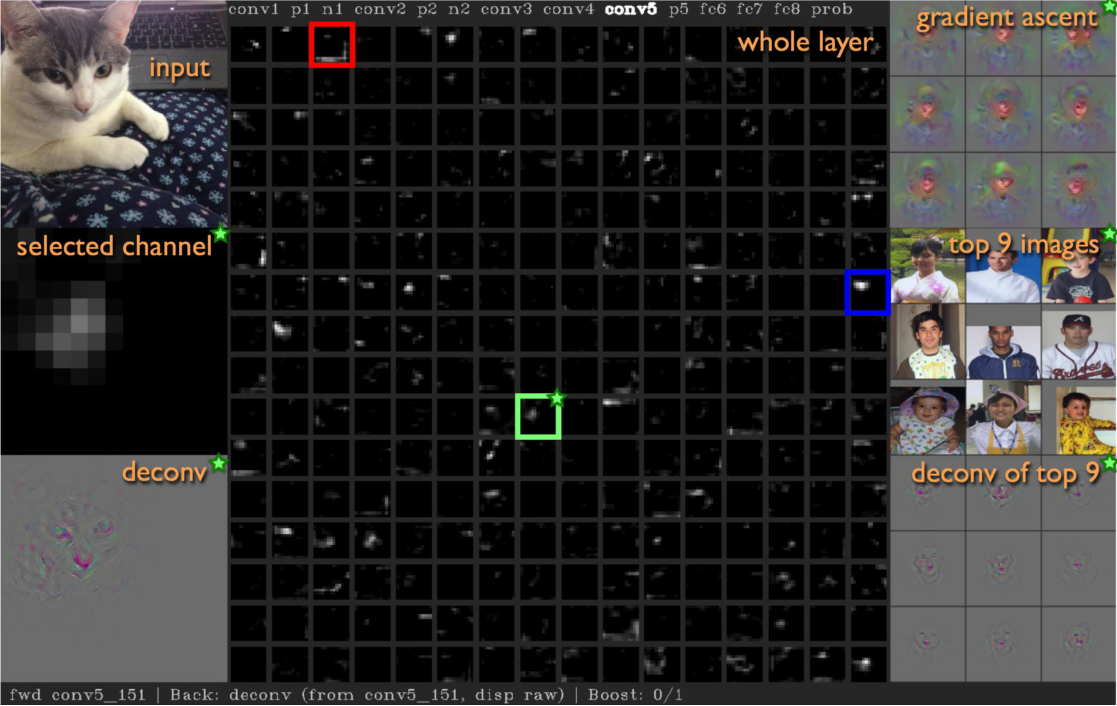 conv1 p1 n1 conv2 p2 n2 conv3 conv4 conv5 p5 fc6 fc7 fc8 prob
input
whole layer
gradient ascent
selected channel
top 9 images
deconv
deconv of top 9
fwd conv5_151 | Back: deconv (from conv5_151, disp raw) | Boost: 0/1